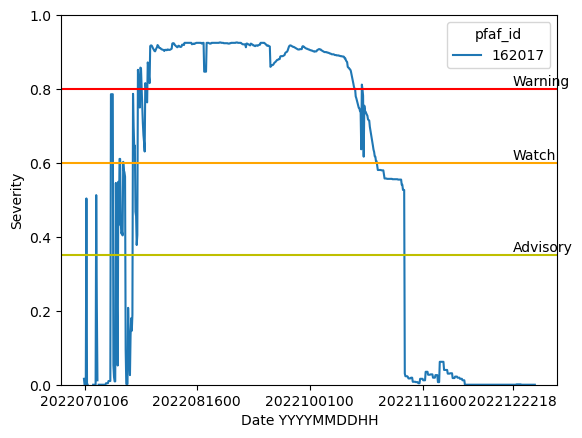 1.0
0.8
0.6
0.4
0.2
0.0
Severity
pfaf_id
162017
Warning
Watch
Advisory
2022070106
2022081600
2022100100
2022111600
2022122218
Date YYYYMMDDHH